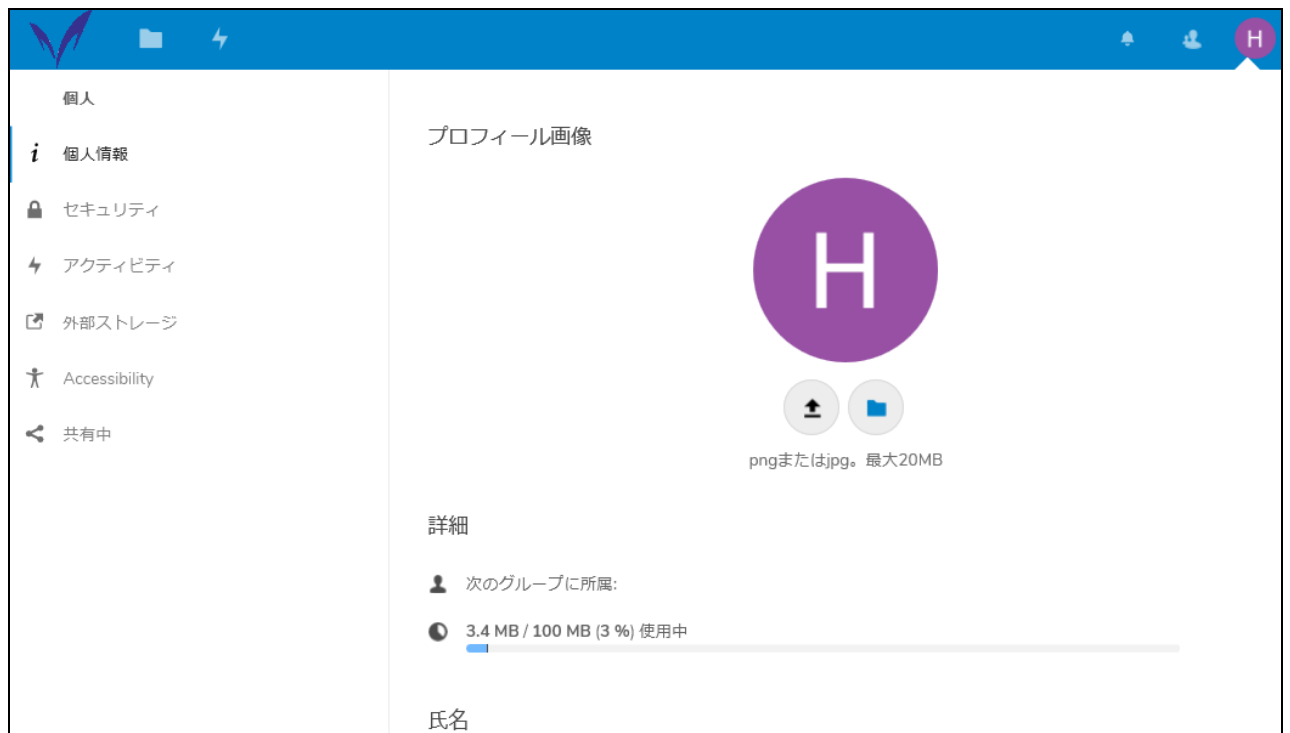 H
個人
個人情報
セキュリティ
アクティビティ
外部ストレージ
Accessibility
共有中
プロフィール画像
H
pngまたはjpg。最大20MB
詳細
次のグループに所属:
3.4 MB / 100 MB (3 %) 使用中
氏名